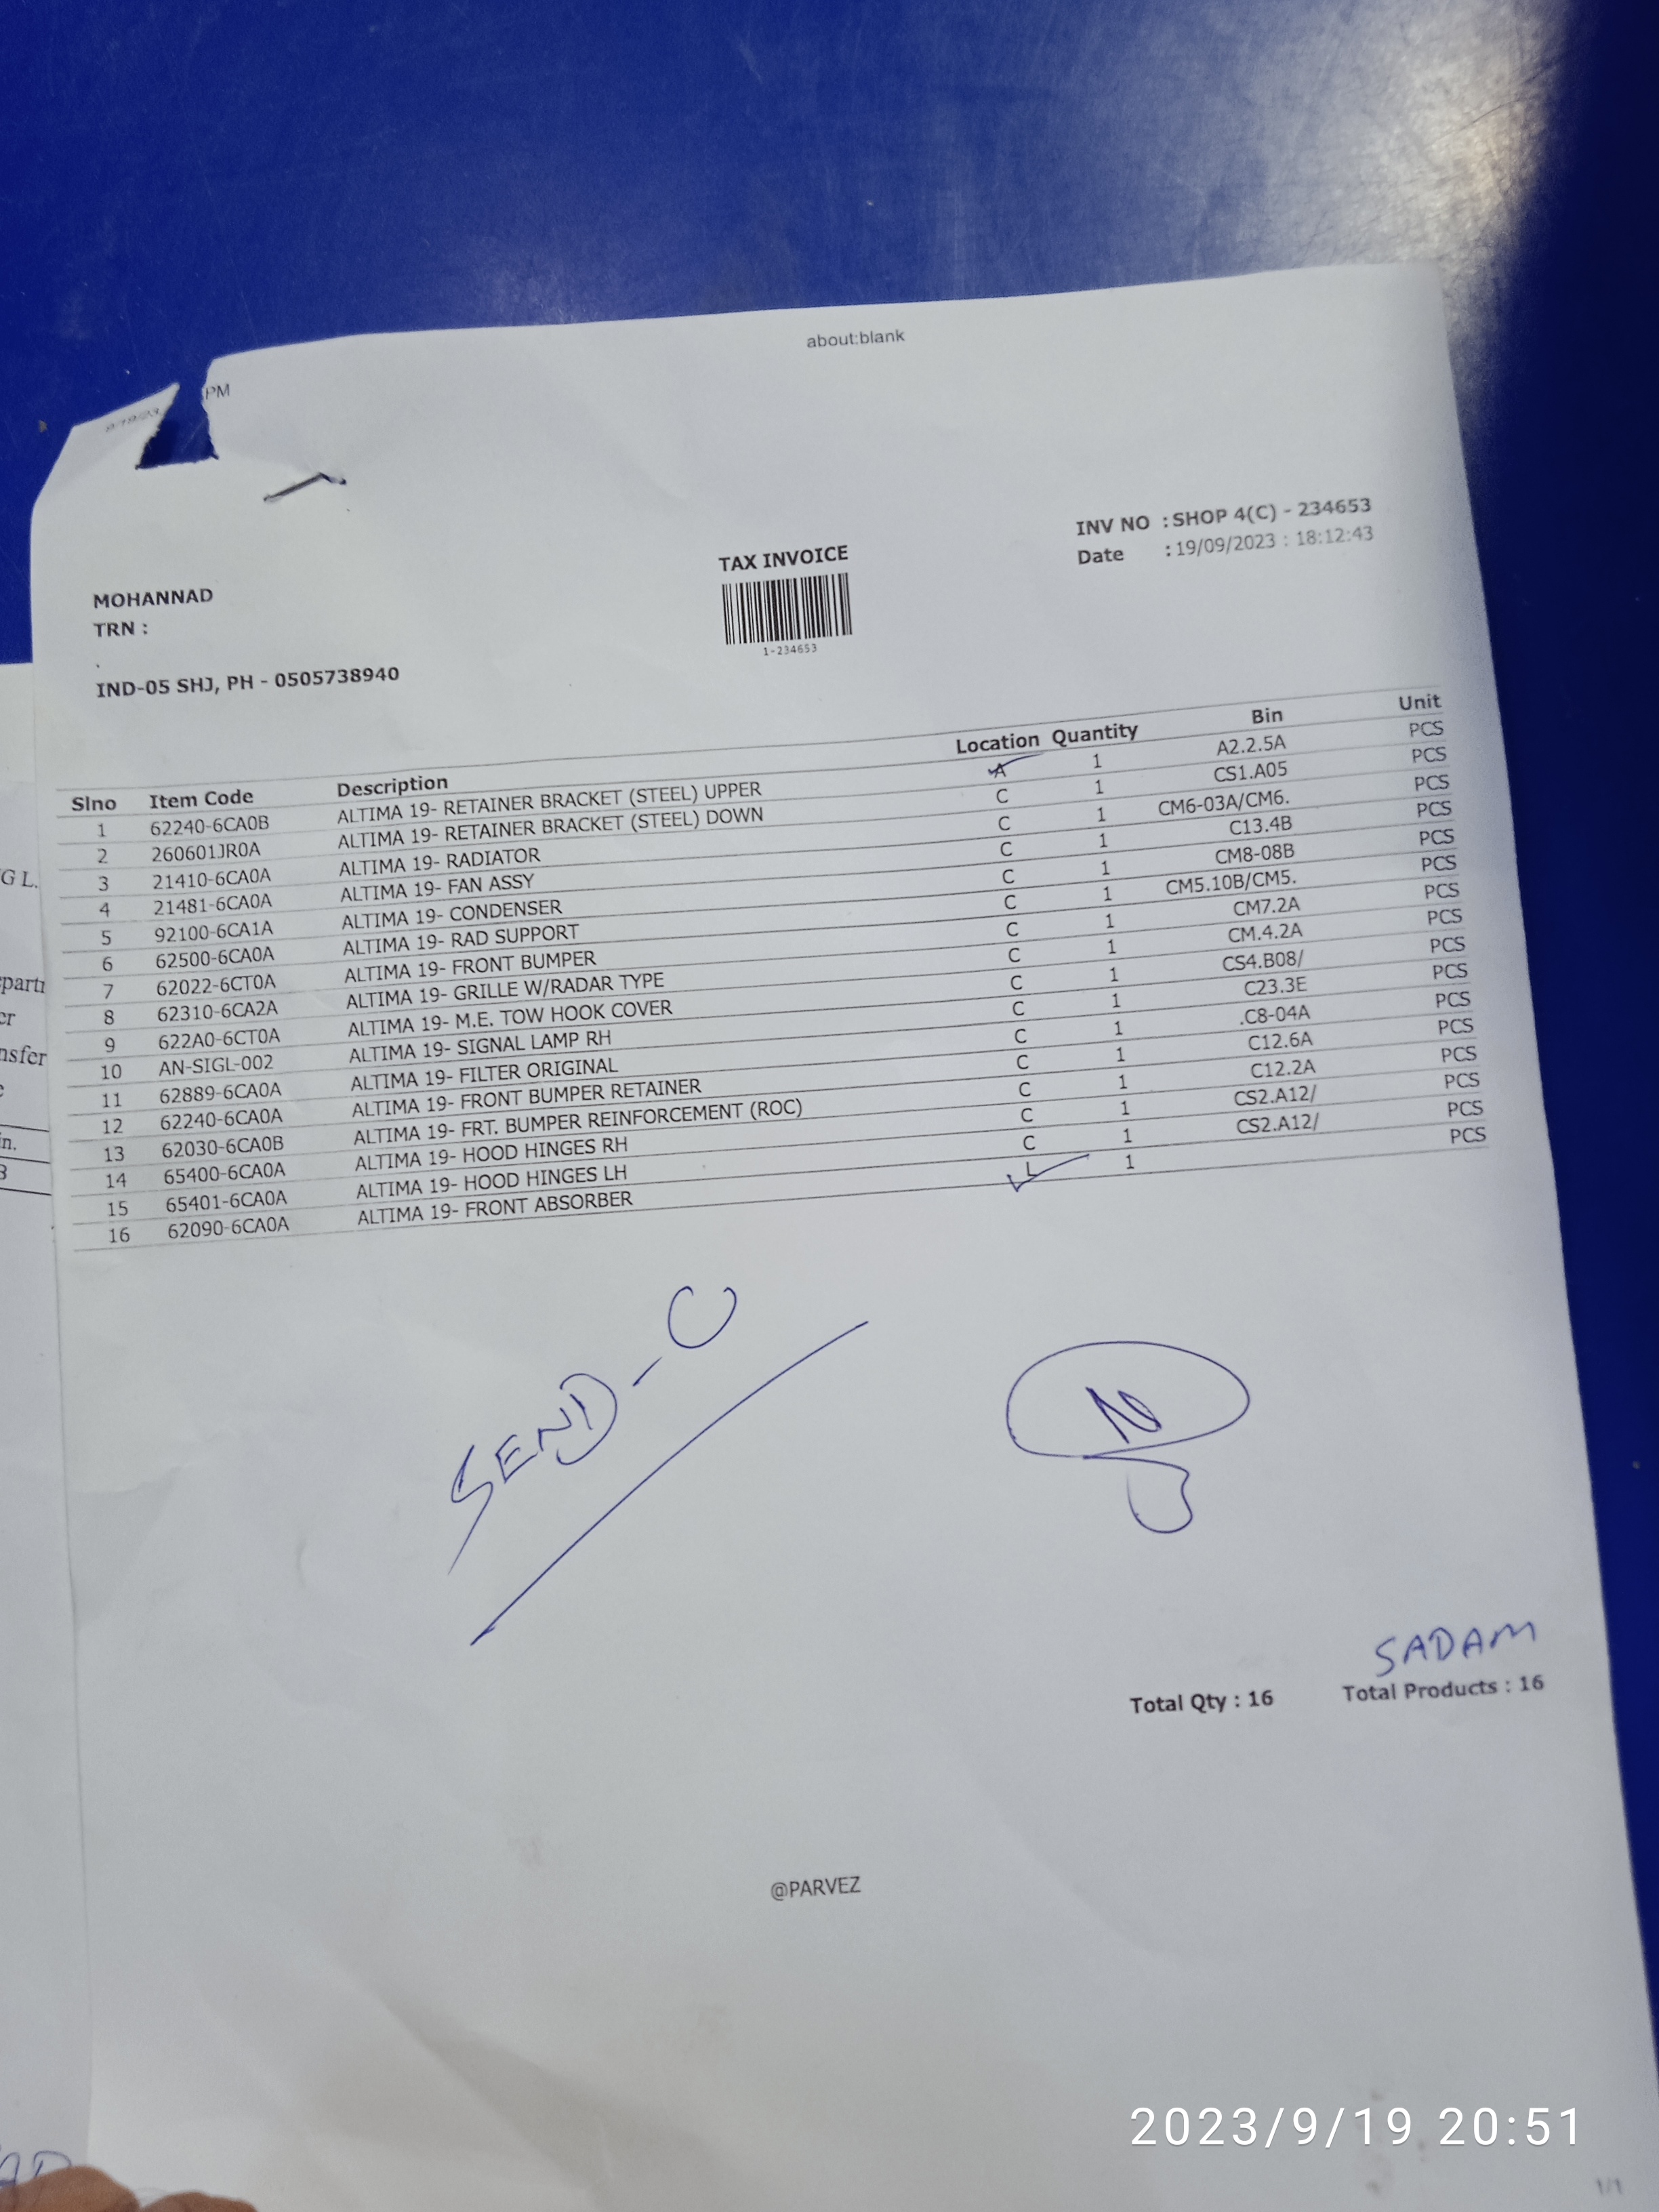 about:blank
9/19/23, PM
INV NO : SHOP 4(C) - 234653
Date : 19/09/2023 : 18:12:43
TAX INVOICE
1-234653
MOHANNAD
TRN :
.
IND-05 SHJ, PH - 0505738940
Slno Item Code Description Location Quantity Bin Unit
1 62240-6CA0B ALTIMA 19- RETAINER BRACKET (STEEL) UPPER A 1 A2.2.5A PCS
2 260601JR0A ALTIMA 19- RETAINER BRACKET (STEEL) DOWN C 1 CS1.A05 PCS
3 21410-6CA0A ALTIMA 19- RADIATOR C 1 CM6-03A/CM6. PCS
4 21481-6CA0A ALTIMA 19- FAN ASSY C 1 C13.4B PCS
5 92100-6CA1A ALTIMA 19- CONDENSER C 1 CM8-08B PCS
6 62500-6CA0A ALTIMA 19- RAD SUPPORT C 1 CM5.10B/CM5. PCS
7 62022-6CT0A ALTIMA 19- FRONT BUMPER C 1 CM7.2A PCS
8 62310-6CA2A ALTIMA 19- GRILLE W/RADAR TYPE C 1 CM.4.2A PCS
9 622A0-6CT0A ALTIMA 19- M.E. TOW HOOK COVER C 1 CS4.B08/ PCS
10 AN-SIGL-002 ALTIMA 19- SIGNAL LAMP RH C 1 C23.3E PCS
11 62889-6CA0A ALTIMA 19- FILTER ORIGINAL C 1 .C8-04A PCS
12 62240-6CA0A ALTIMA 19- FRONT BUMPER RETAINER C 1 C12.6A PCS
13 62030-6CA0B ALTIMA 19- FRT. BUMPER REINFORCEMENT (ROC) C 1 C12.2A PCS
14 65400-6CA0A ALTIMA 19- HOOD HINGES RH C 1 CS2.A12/ PCS
15 65401-6CA0A ALTIMA 19- HOOD HINGES LH C 1 CS2.A12/ PCS
16 62090-6CA0A ALTIMA 19- FRONT ABSORBER L 1 PCS
SEND-C
N
SADAM
Total Qty : 16 Total Products : 16
@PARVEZ
2023/9/19 20:51
1/1
G L.
nsfer
in.